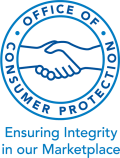 • OFFICE OF •
CONSUMER PROTECTION
Ensuring Integrity
in our Marketplace